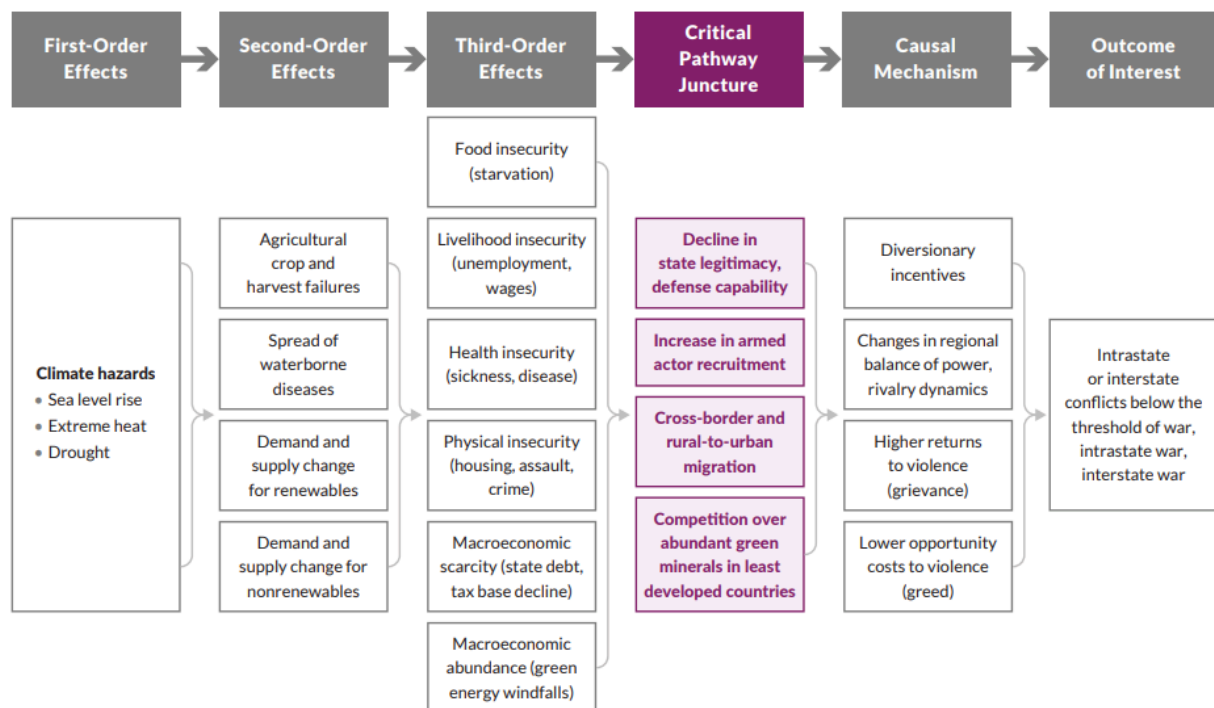 First-Order
Effects
Second-Order
Effects
Third-Order
Effects
Critical
Pathway
Juncture
Causal
Mechanism
Outcome
of Interest
Climate hazards
• Sea level rise
• Extreme heat
• Drought
Agricultural
crop and
harvest failures
Spread of
waterborne
diseases
Demand and
supply change
for renewables
Demand and
supply change for
nonrenewables
Food insecurity
(starvation)
Livelihood insecurity
(unemployment,
wages)
Health insecurity
(sickness, disease)
Physical insecurity
(housing, assault,
crime)
Macroeconomic
scarcity (state debt,
tax base decline)
Macroeconomic
abundance (green
energy windfalls)
Decline in
state legitimacy,
defense capability
Increase in armed
actor recruitment
Cross-border and
rural-to-urban
migration
Competition over
abundant green
minerals in least
developed countries
Diversionary
incentives
Changes in regional
balance of power,
rivalry dynamics
Higher returns
to violence
(grievance)
Lower opportunity
costs to violence
(greed)
Intrastate
or interstate
conflicts below the
threshold of war,
intrastate war,
interstate war